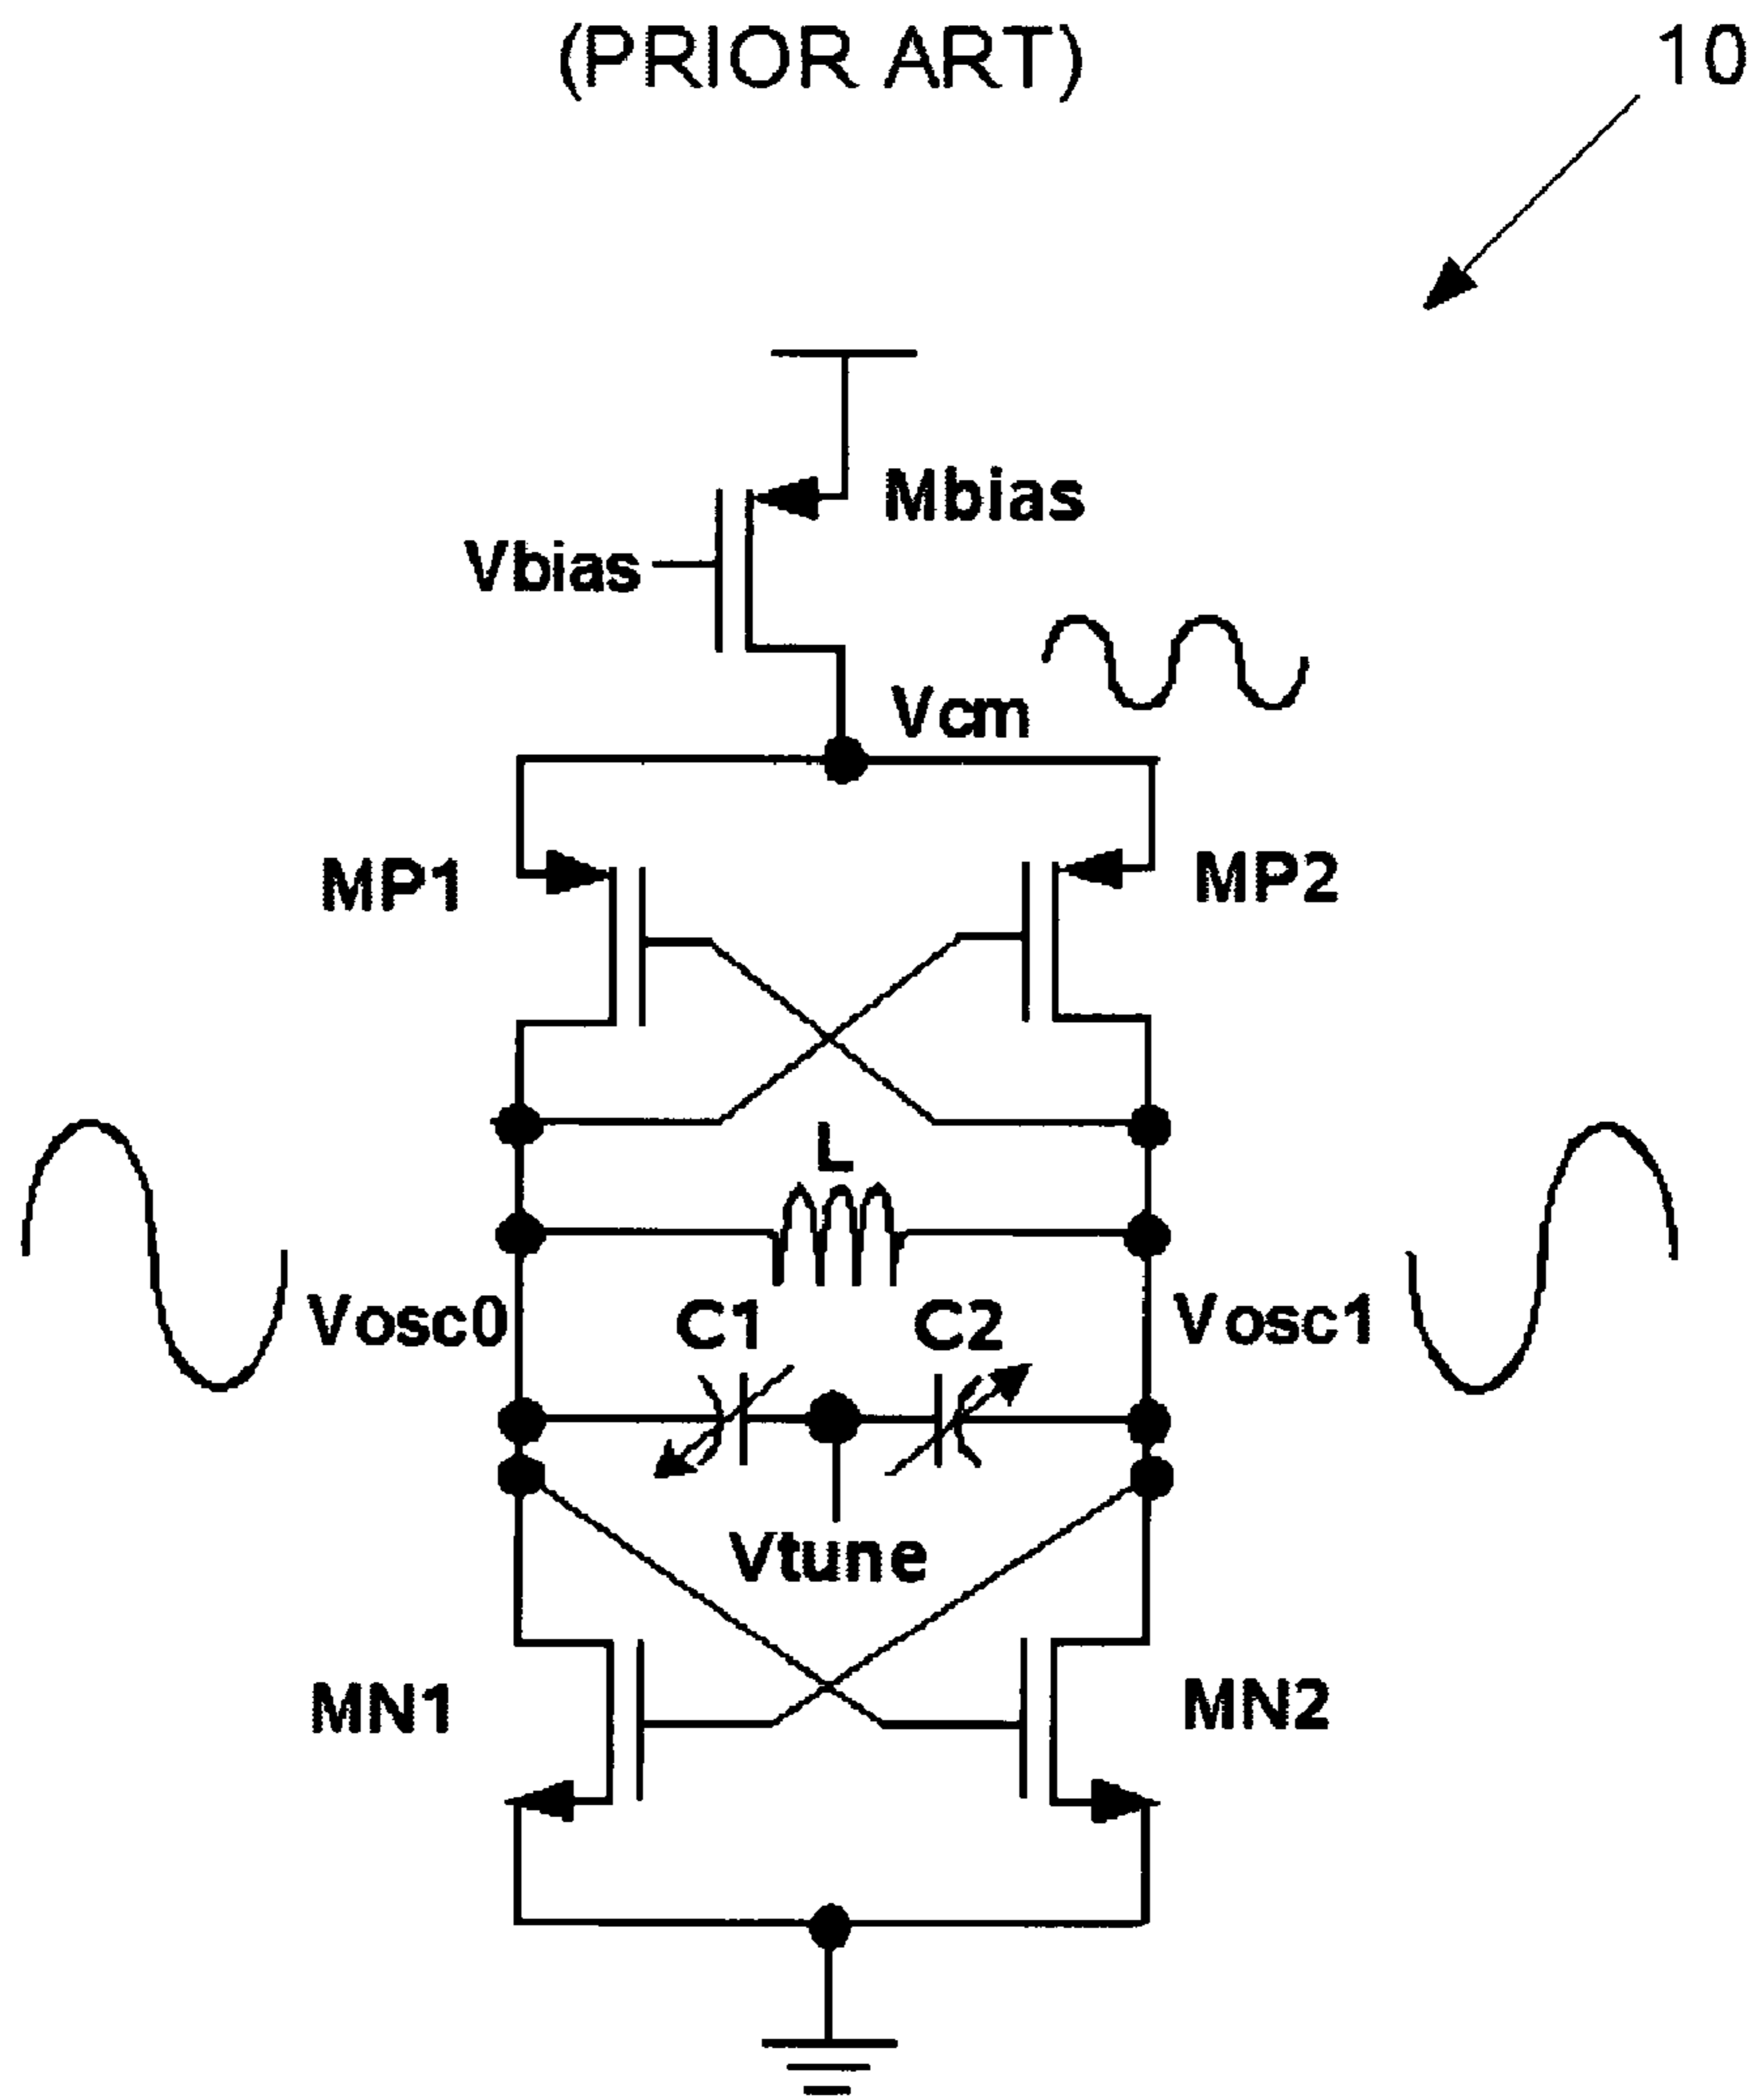 (PRIOR ART)
10
Mbias
Vbias
Vcm
MP1
MP2
L
Vosc0
C1
C2
Vosc1
Vtune
MN1
MN2